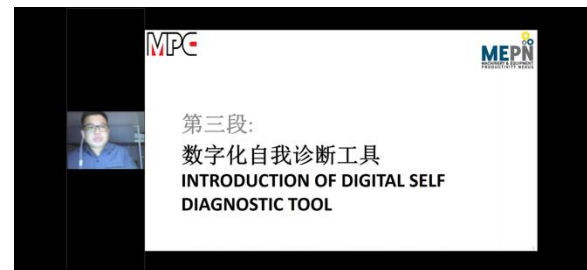 MPC
MEPN
MACHINERY & EQUIPMENT
PRODUCTIVITY NEXUS
第三段:
数字化自我诊断工具
INTRODUCTION OF DIGITAL SELF
DIAGNOSTIC TOOL